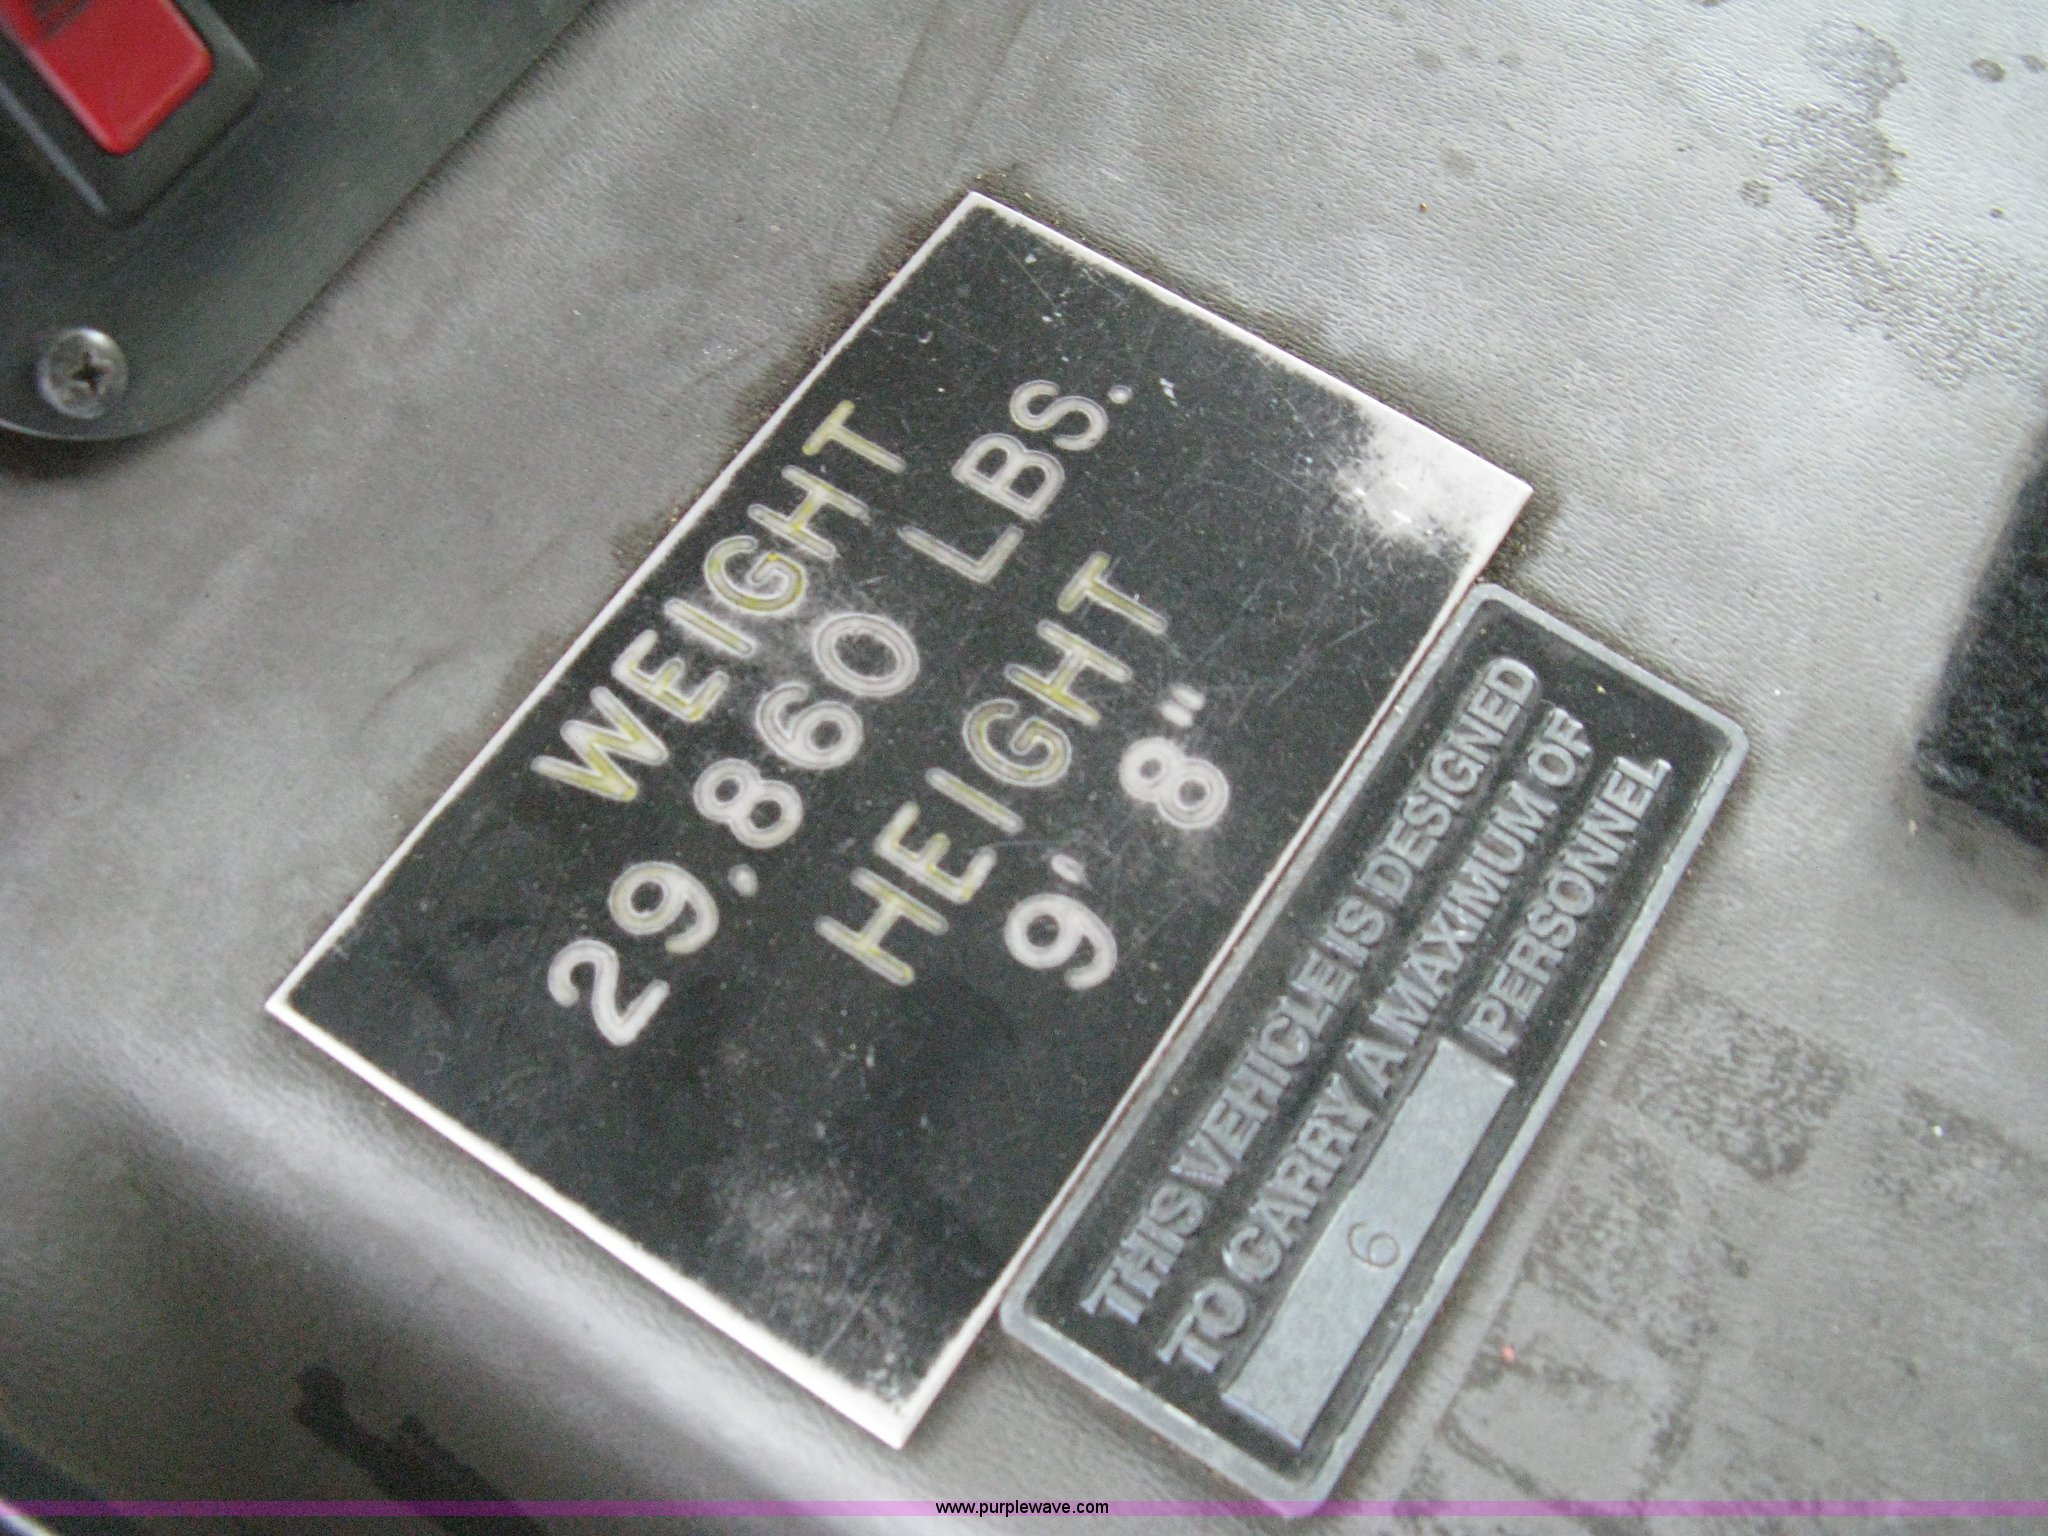 WEIGHT
29.860 LBS.
HEIGHT
9' 8"
THIS VEHICLE IS DESIGNED
TO CARRY A MAXIMUM OF
6 PERSONNEL
www.purplewave.com